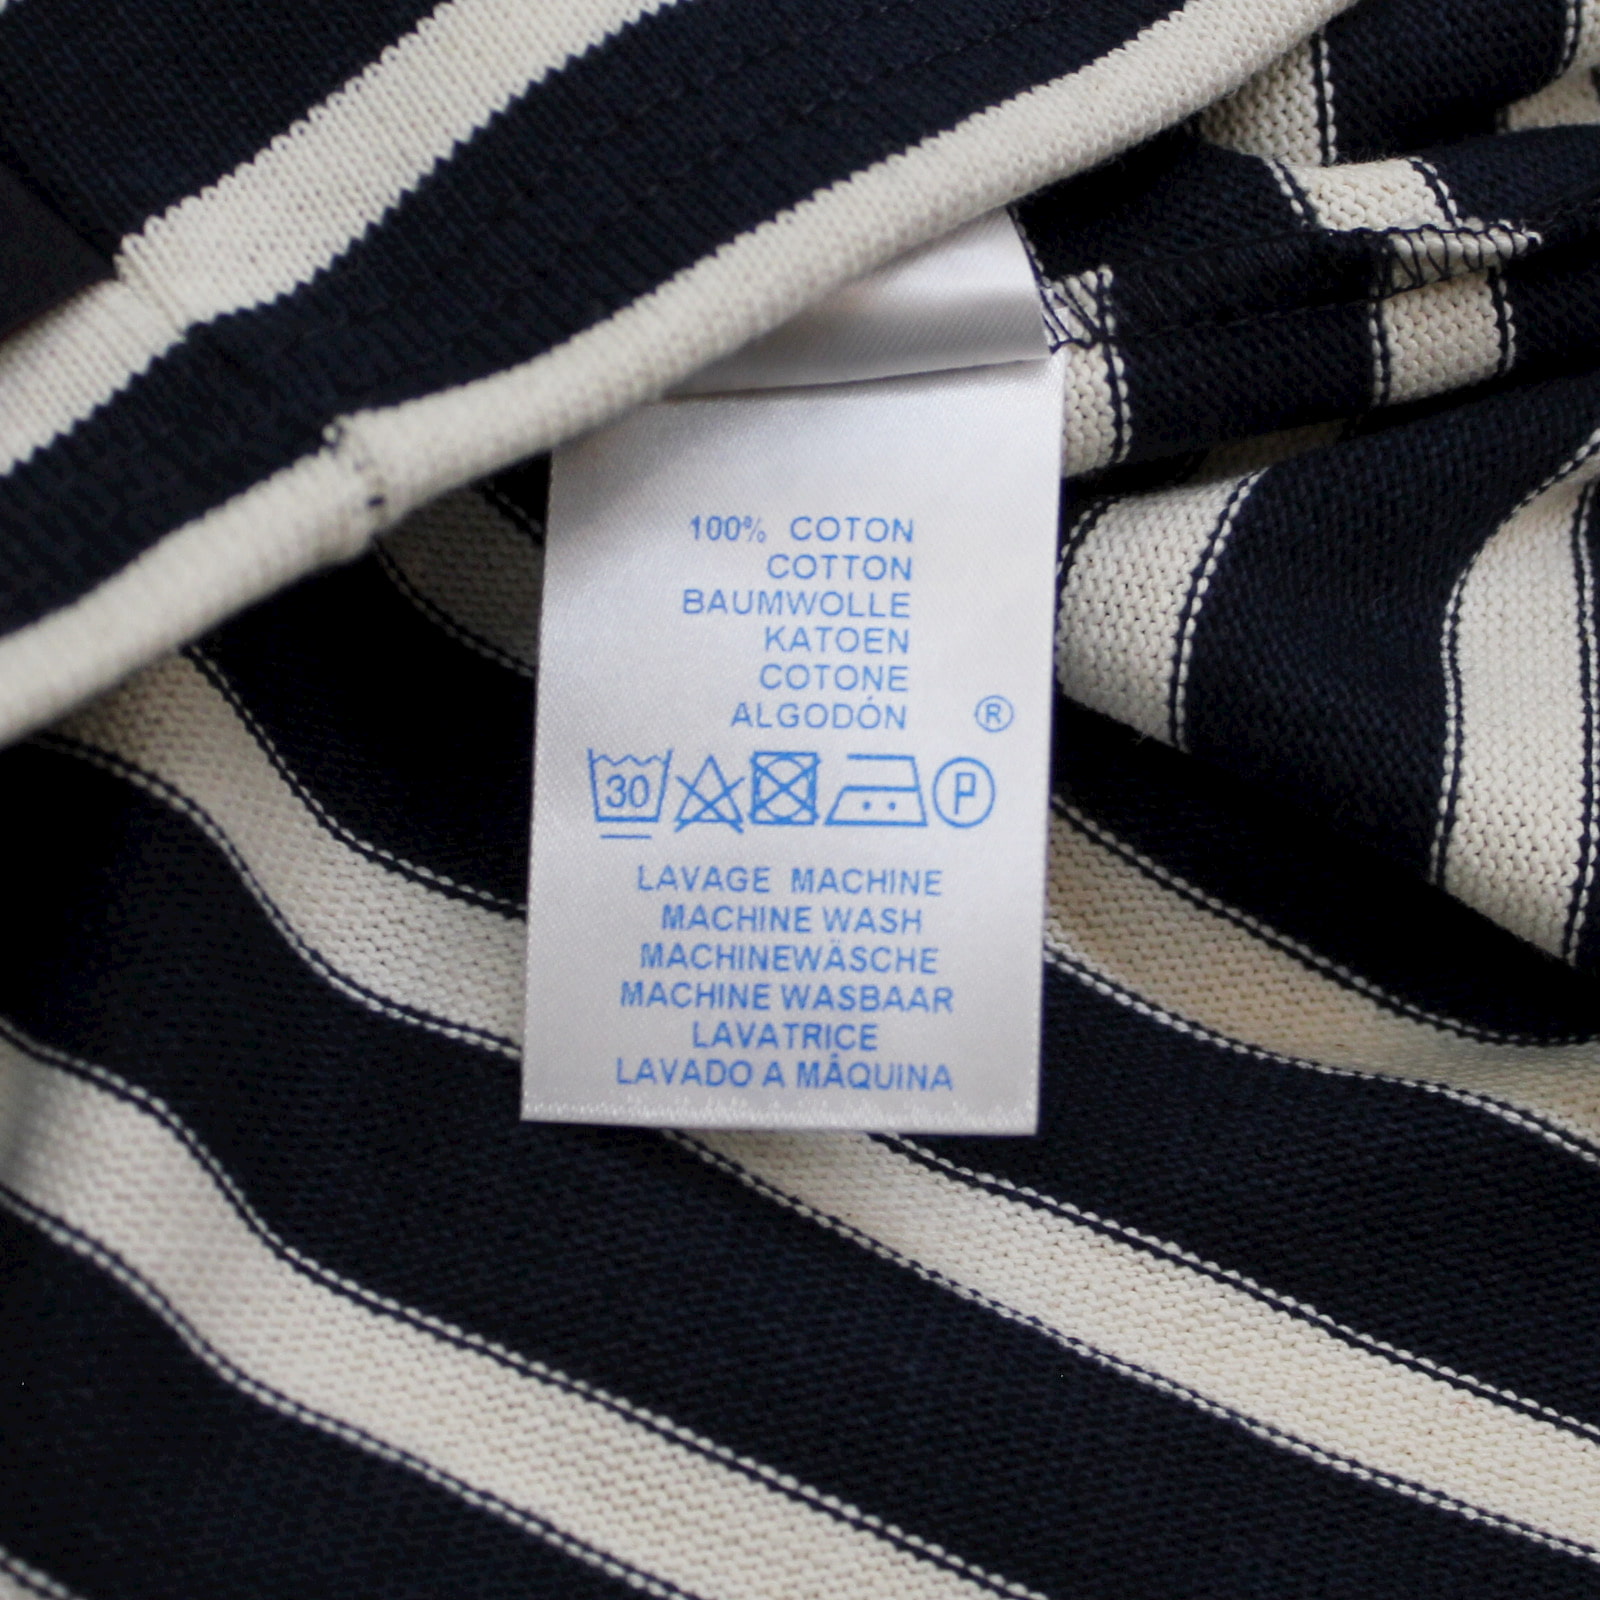 100% COTON
COTTON
BAUMWOLLE
KATOEN
COTONE
ALGODÓN ®
30 P
LAVAGE MACHINE
MACHINE WASH
MACHINEWÄSCHE
MACHINE WASBAAR
LAVATRICE
LAVADO A MÂQUINA